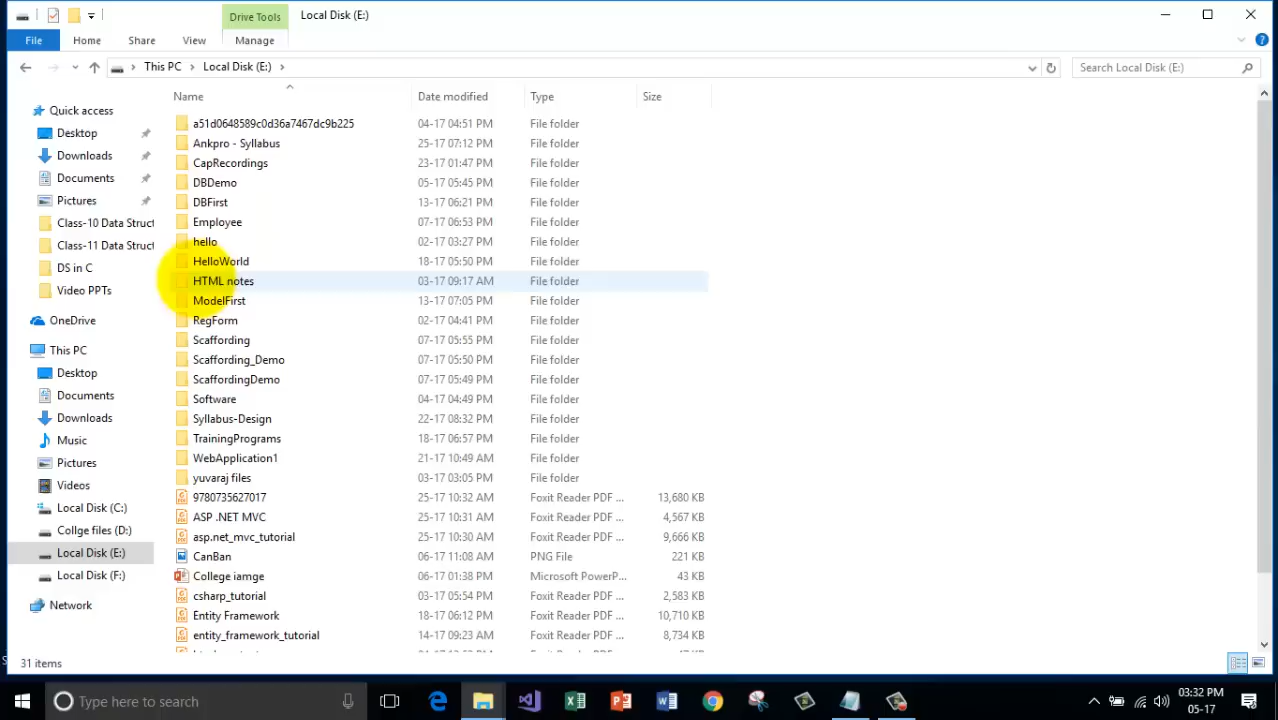 Drive Tools
Local Disk (E:)
File
Home
Share
View
Manage
This PC
Local Disk (E:)
Search Local Disk (E:)
Name
Date modified
Type
Size
Quick access
Desktop
Downloads
Documents
Pictures
Class-10 Data Struct
Class-11 Data Struct
DS in C
Video PPTs
OneDrive
This PC
Desktop
Documents
Downloads
Music
Pictures
Videos
Local Disk (C:)
Collge files (D:)
Local Disk (E:)
Local Disk (F:)
Network
a51d0648589c0d36a7467dc9b225 04-17 04:51 PM File folder
Ankpro - Syllabus 25-17 07:12 PM File folder
CapRecordings 23-17 01:47 PM File folder
DBDemo 05-17 05:45 PM File folder
DBFirst 13-17 06:21 PM File folder
Employee 07-17 06:53 PM File folder
hello 02-17 03:27 PM File folder
HelloWorld 18-17 05:50 PM File folder
HTML notes 03-17 09:17 AM File folder
ModelFirst 13-17 07:05 PM File folder
RegForm 02-17 04:41 PM File folder
Scaffording 07-17 05:55 PM File folder
Scaffording_Demo 07-17 05:50 PM File folder
ScaffordingDemo 07-17 05:49 PM File folder
Software 04-17 04:49 PM File folder
Syllabus-Design 22-17 08:32 PM File folder
TrainingPrograms 18-17 06:57 PM File folder
WebApplication1 21-17 10:49 AM File folder
yuvaraj files 03-17 03:05 PM File folder
9780735627017 25-17 10:32 AM Foxit Reader PDF ... 13,680 KB
ASP .NET MVC 25-17 10:31 AM Foxit Reader PDF ... 4,567 KB
asp.net_mvc_tutorial 25-17 10:30 AM Foxit Reader PDF ... 9,666 KB
CanBan 06-17 11:08 AM PNG File 221 KB
College iamge 06-17 01:38 PM Microsoft PowerP... 43 KB
csharp_tutorial 03-17 05:54 PM Foxit Reader PDF ... 2,583 KB
Entity Framework 18-17 06:12 PM Foxit Reader PDF ... 10,710 KB
entity_framework_tutorial 14-17 09:23 AM Foxit Reader PDF ... 8,734 KB
31 items
Type here to search
03:32 PM
05-17